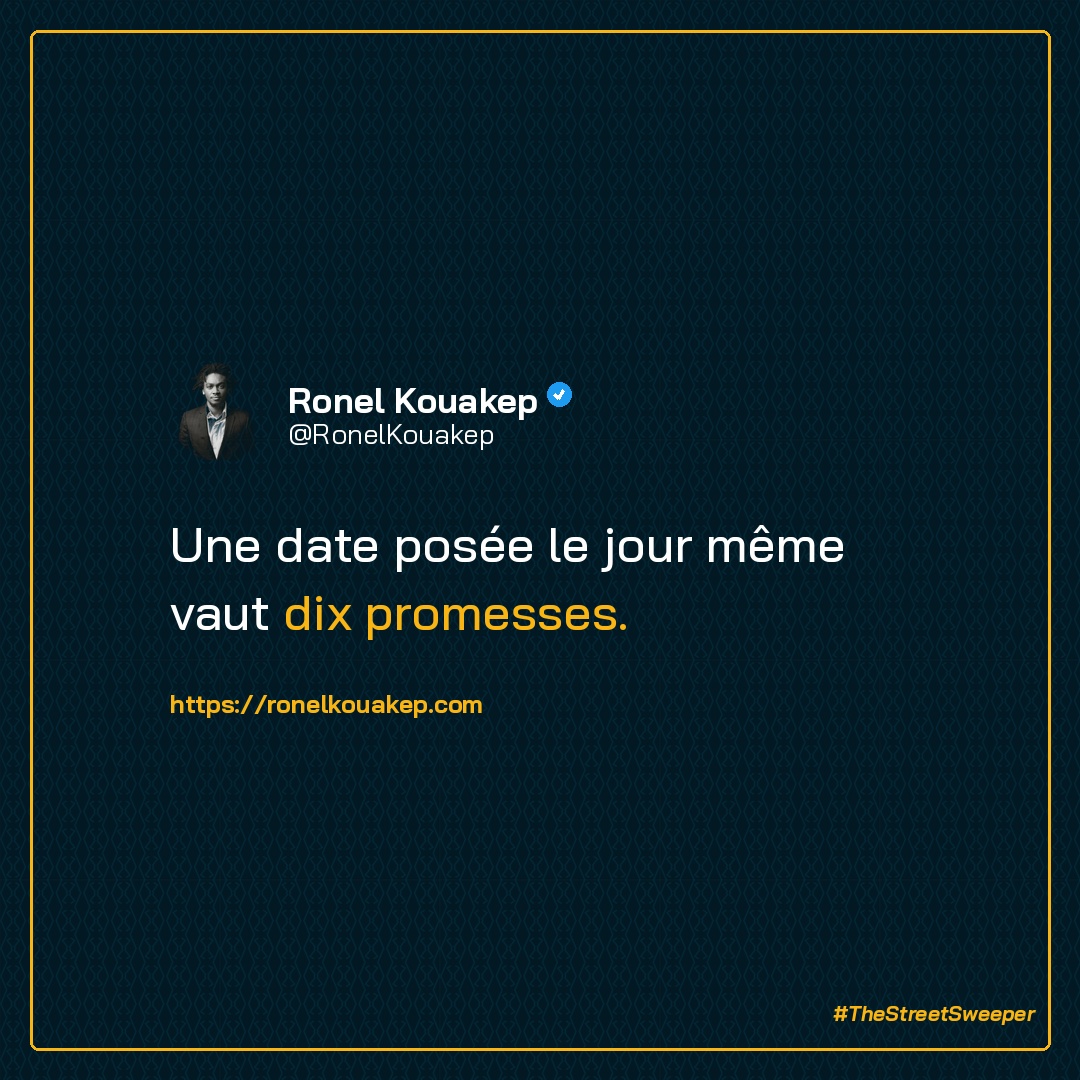 Ronel Kouakep
@RonelKouakep
Une date posée le jour même
vaut dix promesses.
https://ronelkouakep.com
#TheStreetSweeper